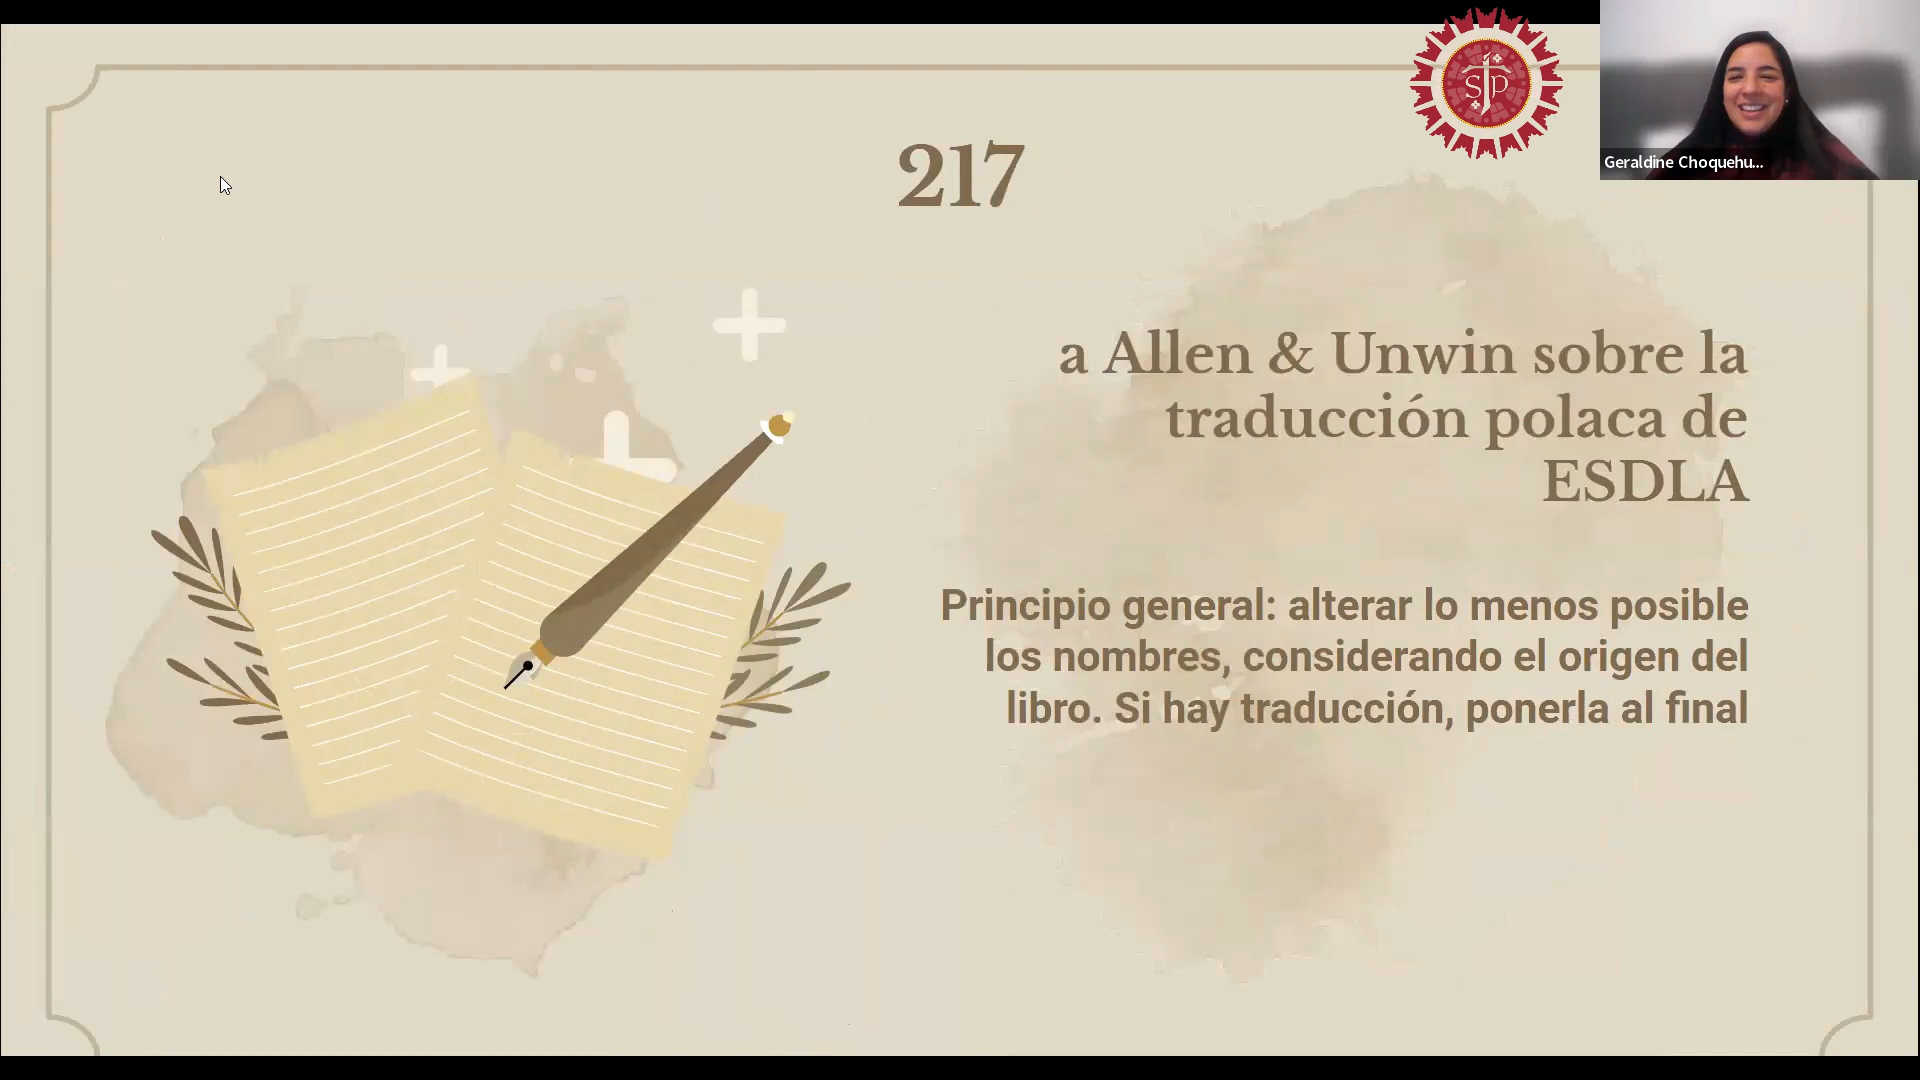 217
STP
Geraldine Choquehu...
a Allen & Unwin sobre la
traducción polaca de
ESDLA
Principio general: alterar lo menos posible
los nombres, considerando el origen del
libro. Si hay traducción, ponerla al final